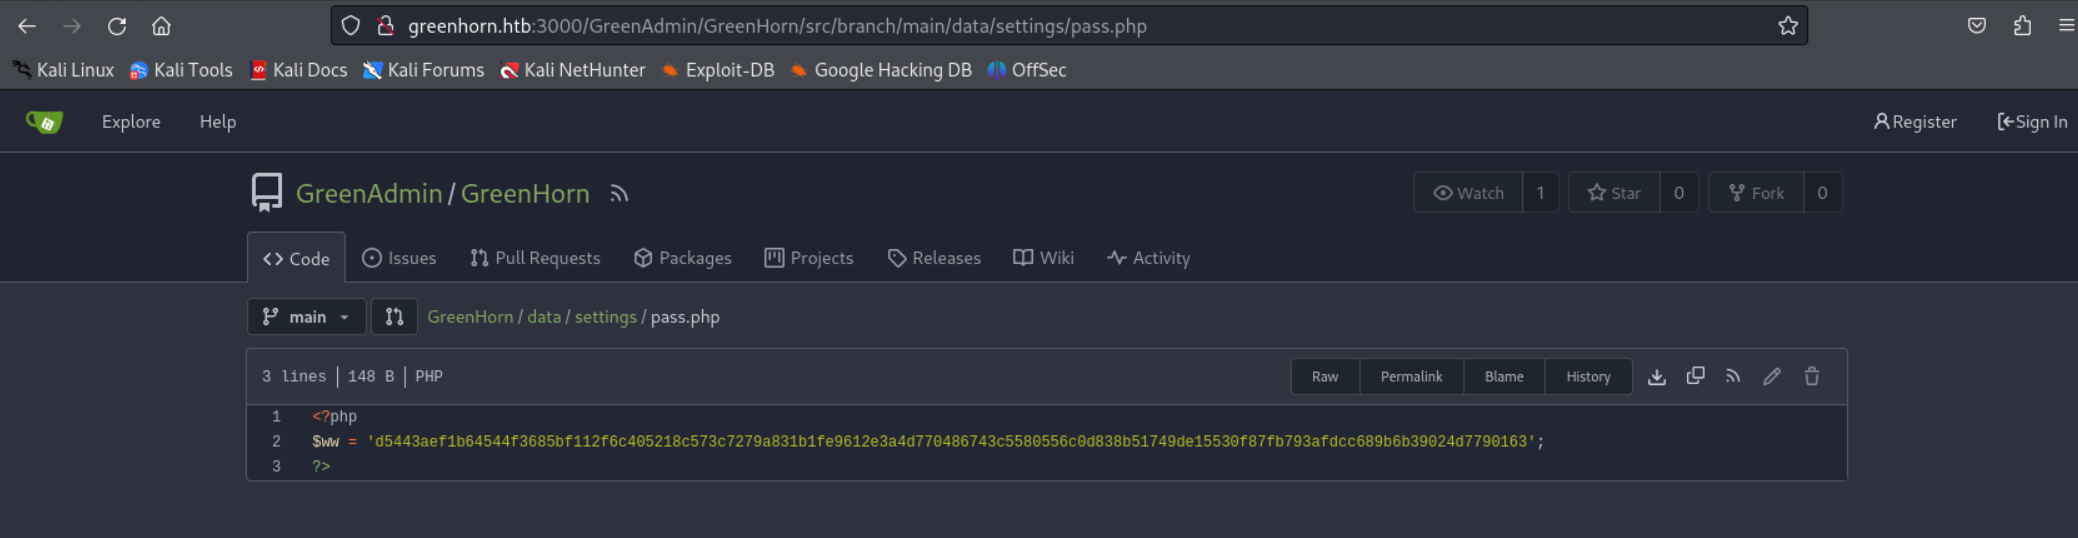 greenhorn.htb:3000/GreenAdmin/GreenHorn/src/branch/main/data/settings/pass.php
Kali Linux Kali Tools Kali Docs Kali Forums Kali NetHunter Exploit-DB Google Hacking DB OffSec
Explore Help Register Sign In
GreenAdmin / GreenHorn Watch 1 Star 0 Fork 0
Code Issues Pull Requests Packages Projects Releases Wiki Activity
main GreenHorn / data / settings / pass.php
3 lines 148 B PHP Raw Permalink Blame History
1 <?php
2 $ww = 'd5443aef1b64544f3685bf112f6c405218c573c7279a831b1fe9612e3a4d770486743c5580556c0d838b51749de15530f87fb793afdcc689b6b39024d7790163';
3 ?>